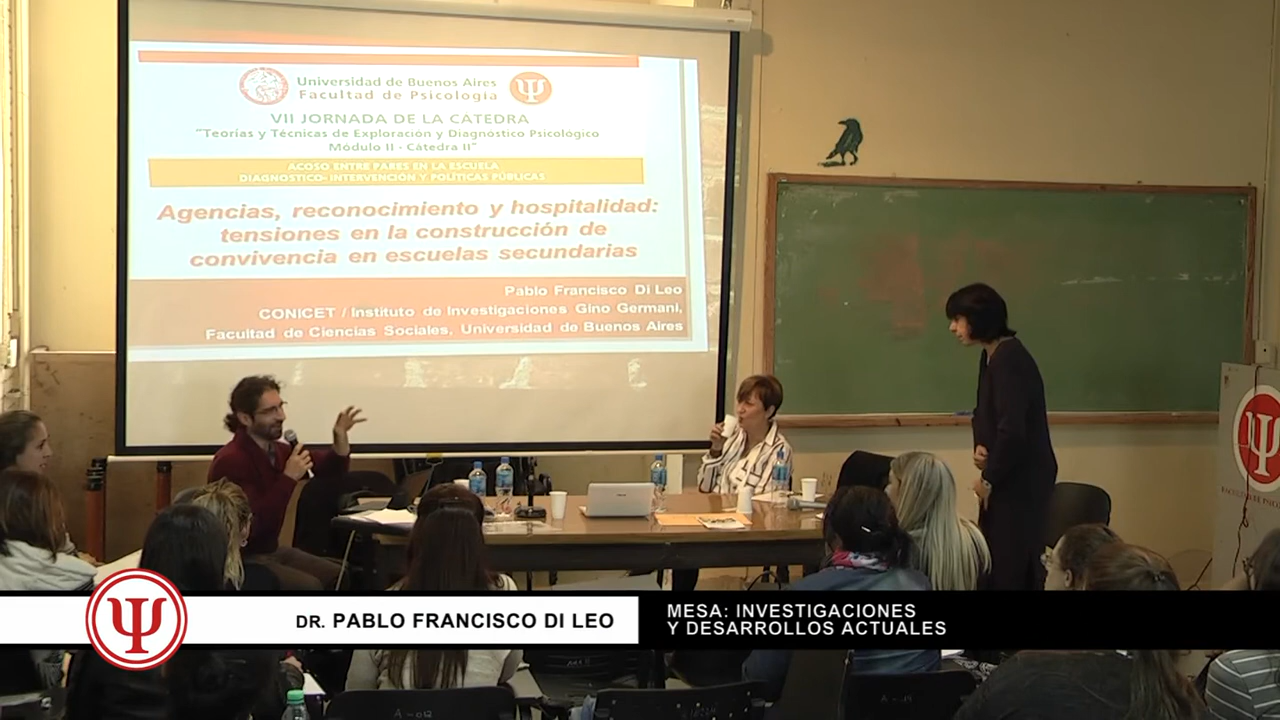 Universidad de Buenos Aires
Facultad de Psicología
Ψ
VII JORNADA DE LA CÁTEDRA
"Teorías y Técnicas de Exploración y Diagnóstico Psicológico
Módulo II - Cátedra II"
ACOSO ENTRE PARES EN LA ESCUELA
DIAGNOSTICO- INTERVENCIÓN Y POLÍTICAS PÚBLICAS
Agencias, reconocimiento y hospitalidad:
tensiones en la construcción de
convivencia en escuelas secundarias
Pablo Francisco Di Leo
CONICET / Instituto de Investigaciones Gino Germani,
Facultad de Ciencias Sociales, Universidad de Buenos Aires
Ψ
Ψ
DR. PABLO FRANCISCO DI LEO
MESA: INVESTIGACIONES
Y DESARROLLOS ACTUALES